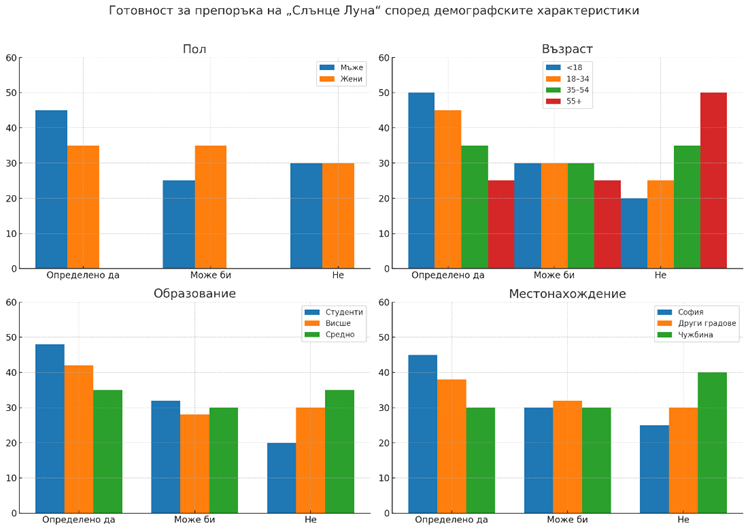 Готовност за препоръка на „Слънце Луна“ според демографските характеристики
Пол
60
50
40
30
20
10
0
Мъже
Жени
Определено да
Може би
Не
Възраст
60
50
40
30
20
10
0
<18
18–34
35–54
55+
Определено да
Може би
Не
Образование
60
50
40
30
20
10
0
Студенти
Висше
Средно
Определено да
Може би
Не
Местонахождение
60
50
40
30
20
10
0
София
Други градове
Чужбина
Определено да
Може би
Не